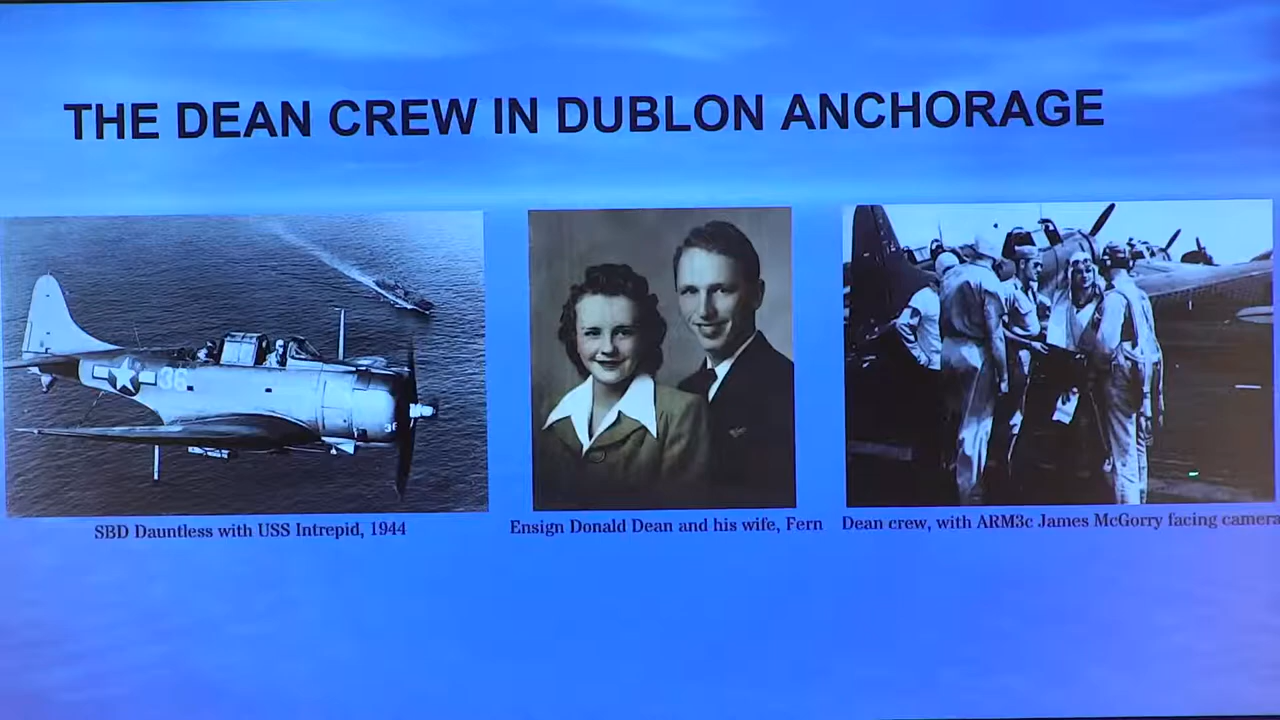 THE DEAN CREW IN DUBLON ANCHORAGE
36
36
SBD Dauntless with USS Intrepid, 1944
Ensign Donald Dean and his wife, Fern
Dean crew, with ARM3c James McGorry facing camera